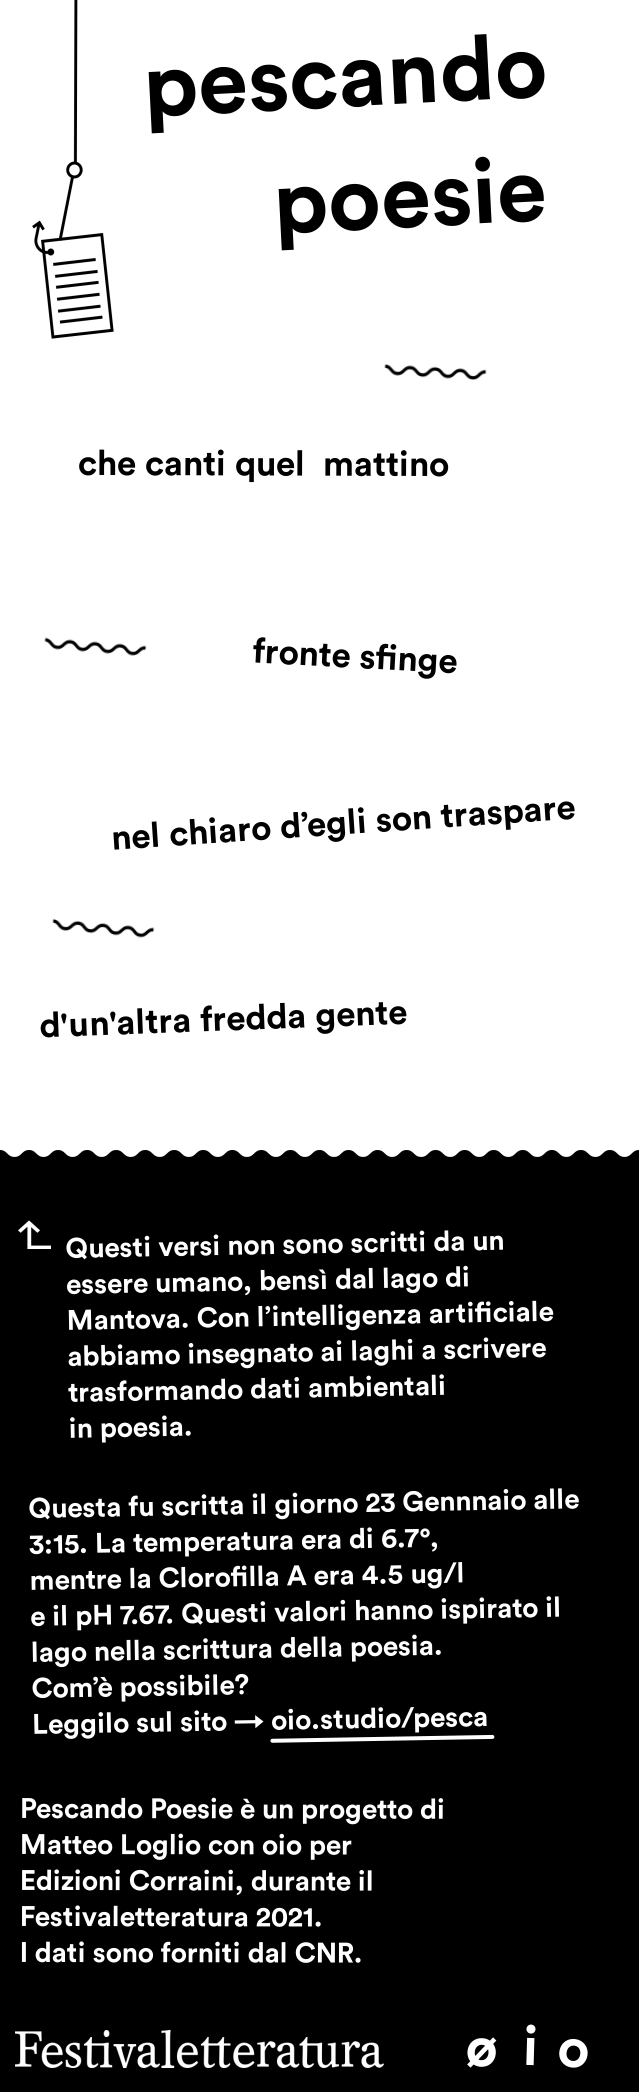 pescando
poesie
che canti quel  mattino
fronte sfinge
nel chiaro d’egli son traspare
d'un'altra fredda gente
Questi versi non sono scritti da un
essere umano, bensì dal lago di
Mantova. Con l’intelligenza artificiale
abbiamo insegnato ai laghi a scrivere
trasformando dati ambientali
in poesia.
Questa fu scritta il giorno 23 Gennnaio alle
3:15. La temperatura era di 6.7°,
mentre la Clorofilla A era 4.5 ug/l
e il pH 7.67. Questi valori hanno ispirato il
lago nella scrittura della poesia.
Com’è possibile?
Leggilo sul sito → oio.studio/pesca
Pescando Poesie è un progetto di
Matteo Loglio con oio per
Edizioni Corraini, durante il
Festivaletteratura 2021.
I dati sono forniti dal CNR.
Festivaletteratura
ø i o